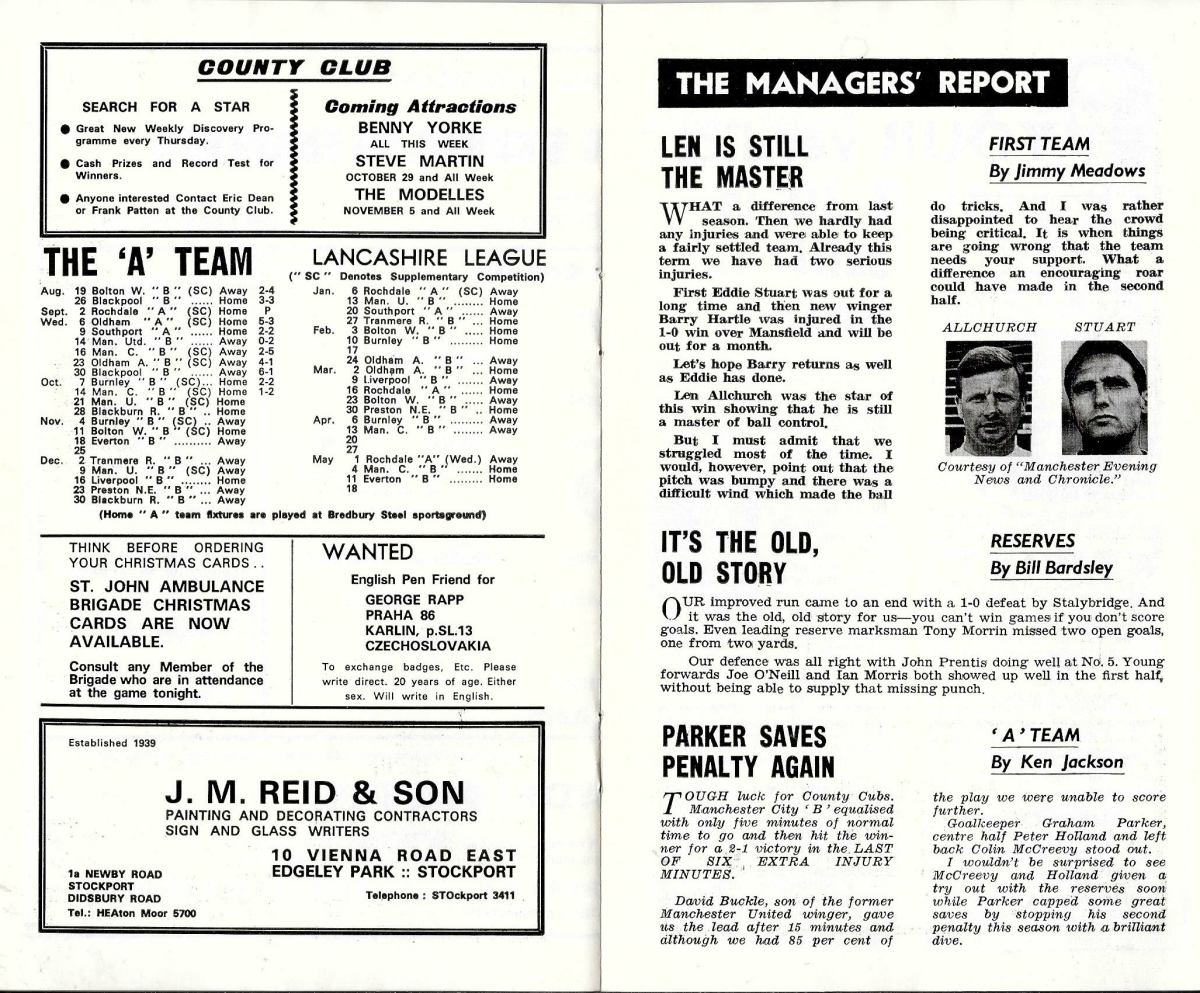 COUNTY CLUB
SEARCH FOR A STAR
● Great New Weekly Discovery Pro-
gramme every Thursday.
● Cash Prizes and Record Test for
Winners.
● Anyone interested Contact Eric Dean
or Frank Patten at the County Club.
Coming Attractions
BENNY YORKE
ALL THIS WEEK
STEVE MARTIN
OCTOBER 29 and All Week
THE MODELLES
NOVEMBER 5 and All Week
THE 'A' TEAM
LANCASHIRE LEAGUE
("SC" Denotes Supplementary Competition)
Aug. 19 Bolton W. "B" (SC) Away 2-4
26 Blackpool "B" ...... Home 3-3
Sept. 2 Rochdale "A" (SC) Home P
Wed. 6 Oldham "A" (SC) Home 5-3
9 Southport "A" ...... Home 2-2
14 Man. Utd. "B" ...... Away 0-2
16 Man. C. "B" (SC) Away 2-5
23 Oldham A. "B" (SC) Away 4-1
30 Blackpool "B" ...... Away 6-1
Oct. 7 Burnley "B" (SC)... Home 2-2
14 Man. C. "B" (SC) Home 1-2
21 Man. U. "B" (SC) Home
28 Blackburn R. "B" .. Home
Nov. 4 Burnley "B" (SC) .. Away
11 Bolton W. "B" (SC) Home
18 Everton "B" .......... Away
25
Dec. 2 Tranmere R. "B" ... Away
9 Man. U. "B" (SC) Away
16 Liverpool "B" ........ Home
23 Preston N.E. "B" ... Away
30 Blackburn R. "B" ... Away
Jan. 6 Rochdale "A" (SC) Away
13 Man. U. "B" ......... Home
20 Southport "A" ...... Away
27 Tranmere R. "B" ... Home
Feb. 3 Bolton W. "B" ...... Home
10 Burnley "B" ......... Home
17
24 Oldham A. "B" ... Away
Mar. 2 Oldham A. "B" ... Home
9 Liverpool "B" ...... Away
16 Rochdale "A" ...... Home
23 Bolton W. "B" ...... Away
30 Preston N.E. "B" ... Home
Apr. 6 Burnley "B" ......... Away
13 Man. C. "B" ........ Away
20
27
May 1 Rochdale "A" (Wed.) Away
4 Man. C. "B" ........ Home
11 Everton "B" ......... Home
18
(Home "A" team fixtures are played at Bredbury Steel sportsground)
THINK BEFORE ORDERING
YOUR CHRISTMAS CARDS . .
ST. JOHN AMBULANCE
BRIGADE CHRISTMAS
CARDS ARE NOW
AVAILABLE.
Consult any Member of the
Brigade who are in attendance
at the game tonight.
WANTED
English Pen Friend for
GEORGE RAPP
PRAHA 86
KARLIN, p.SL.13
CZECHOSLOVAKIA
To exchange badges, Etc. Please
write direct. 20 years of age. Either
sex. Will write in English.
Established 1939
J. M. REID & SON
PAINTING AND DECORATING CONTRACTORS
SIGN AND GLASS WRITERS
10 VIENNA ROAD EAST
EDGELEY PARK :: STOCKPORT
1a NEWBY ROAD
STOCKPORT
DIDSBURY ROAD
Tel.: HEAton Moor 5700
Telephone : STOckport 3411
THE MANAGERS' REPORT
LEN IS STILL
THE MASTER
FIRST TEAM
By Jimmy Meadows
WHAT a difference from last
season. Then we hardly had
any injuries and were able to keep
a fairly settled team. Already this
term we have had two serious
injuries.
First Eddie Stuart was out for a
long time and then new winger
Barry Hartle was injured in the
1-0 win over Mansfield and will be
out for a month.
Let's hope Barry returns as well
as Eddie has done.
Len Allchurch was the star of
this win showing that he is still
a master of ball control.
But I must admit that we
struggled most of the time. I
would, however, point out that the
pitch was bumpy and there was a
difficult wind which made the ball
do tricks. And I was rather
disappointed to hear the crowd
being critical. It is when things
are going wrong that the team
needs your support. What a
difference an encouraging roar
could have made in the second
half.
ALLCHURCH STUART
Courtesy of "Manchester Evening
News and Chronicle."
IT'S THE OLD,
OLD STORY
RESERVES
By Bill Bardsley
OUR improved run came to an end with a 1-0 defeat by Stalybridge. And
it was the old, old story for us—you can't win games if you don't score
goals. Even leading reserve marksman Tony Morrin missed two open goals,
one from two yards.
Our defence was all right with John Prentis doing well at No. 5. Young
forwards Joe O'Neill and Ian Morris both showed up well in the first half,
without being able to supply that missing punch.
PARKER SAVES
PENALTY AGAIN
'A' TEAM
By Ken Jackson
TOUGH luck for County Cubs.
Manchester City 'B' equalised
with only five minutes of normal
time to go and then hit the win-
ner for a 2-1 victory in the LAST
OF SIX EXTRA INJURY
MINUTES.
David Buckle, son of the former
Manchester United winger, gave
us the lead after 15 minutes and
although we had 85 per cent of
the play we were unable to score
further.
Goalkeeper Graham Parker,
centre half Peter Holland and left
back Colin McCreevy stood out.
I wouldn't be surprised to see
McCreevy and Holland given a
try out with the reserves soon
while Parker capped some great
saves by stopping his second
penalty this season with a brilliant
dive.